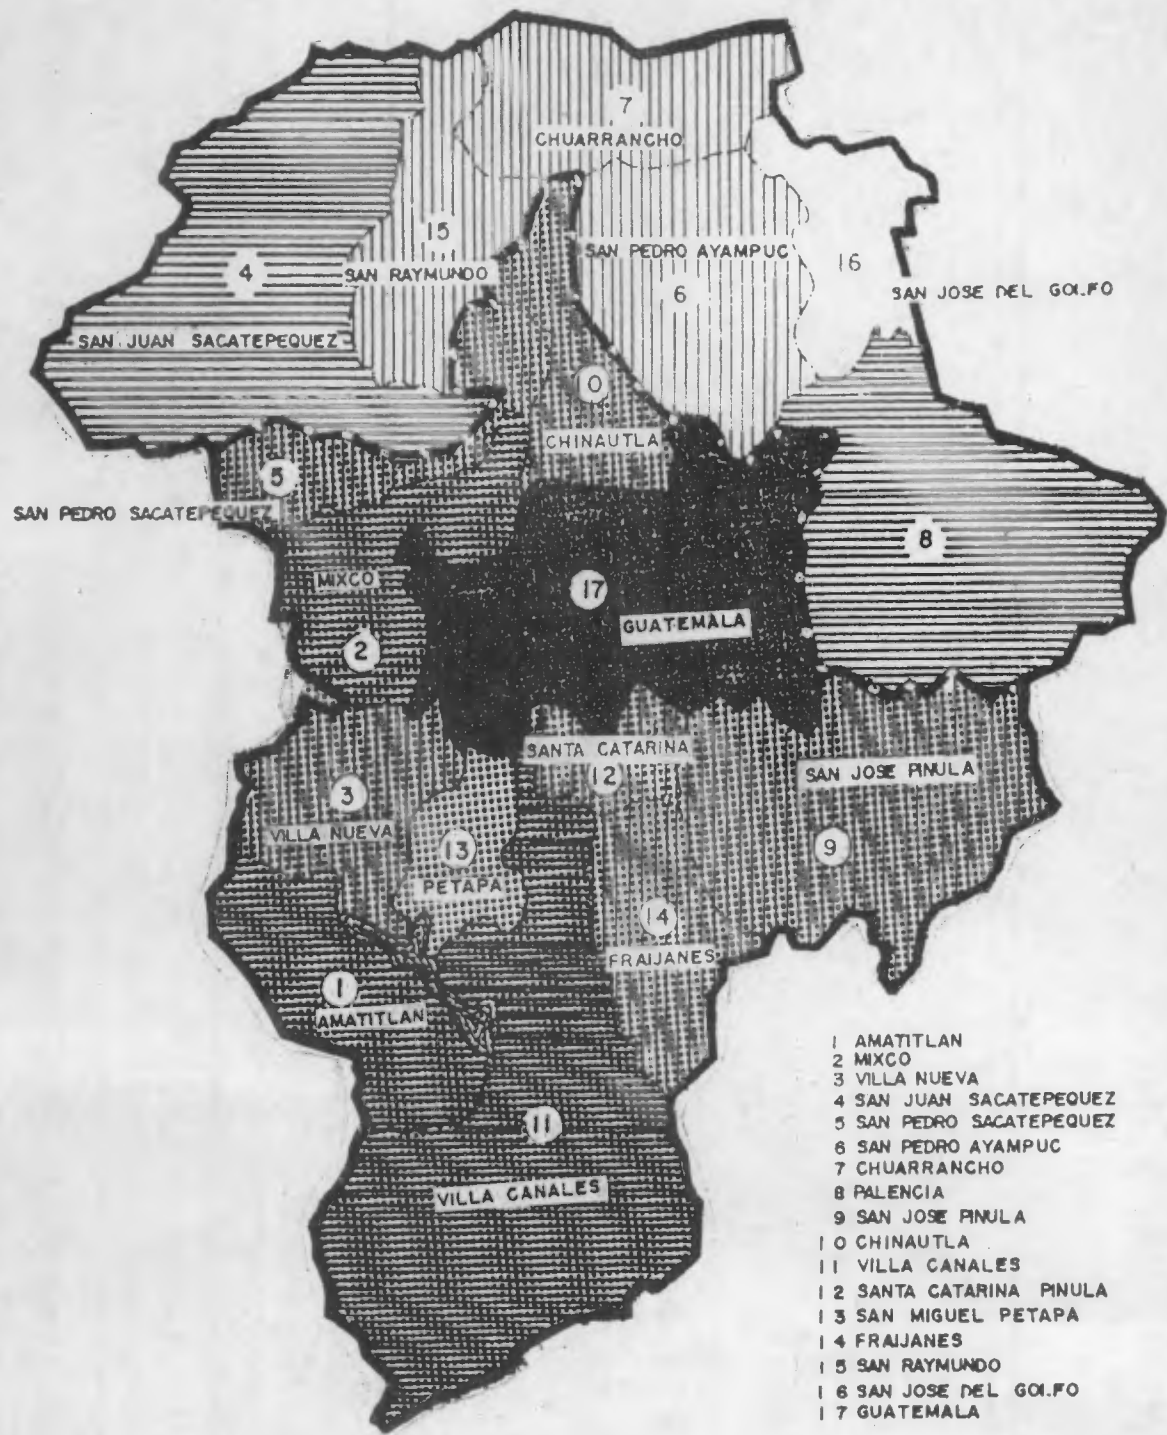 7
CHUARRANCHO
15
SAN RAYMUNDO
4
SAN JUAN SACATEPEQUEZ
SAN PEDRO AYAMPUC
6
16
SAN JOSE DEL GOLFO
10
CHINAUTLA
5
SAN PEDRO SACATEPEQUEZ
8
MIXCO
2
17
GUATEMALA
SANTA CATARINA
12
SAN JOSE PINULA
9
3
VILLA NUEVA
13
PETAPA
14
FRAIJANES
1
AMATITLAN
11
VILLA CANALES
1 AMATITLAN
2 MIXCO
3 VILLA NUEVA
4 SAN JUAN SACATEPEQUEZ
5 SAN PEDRO SACATEPEQUEZ
6 SAN PEDRO AYAMPUC
7 CHUARRANCHO
8 PALENCIA
9 SAN JOSE PINULA
10 CHINAUTLA
11 VILLA CANALES
12 SANTA CATARINA PINULA
13 SAN MIGUEL PETAPA
14 FRAIJANES
15 SAN RAYMUNDO
16 SAN JOSE DEL GOLFO
17 GUATEMALA